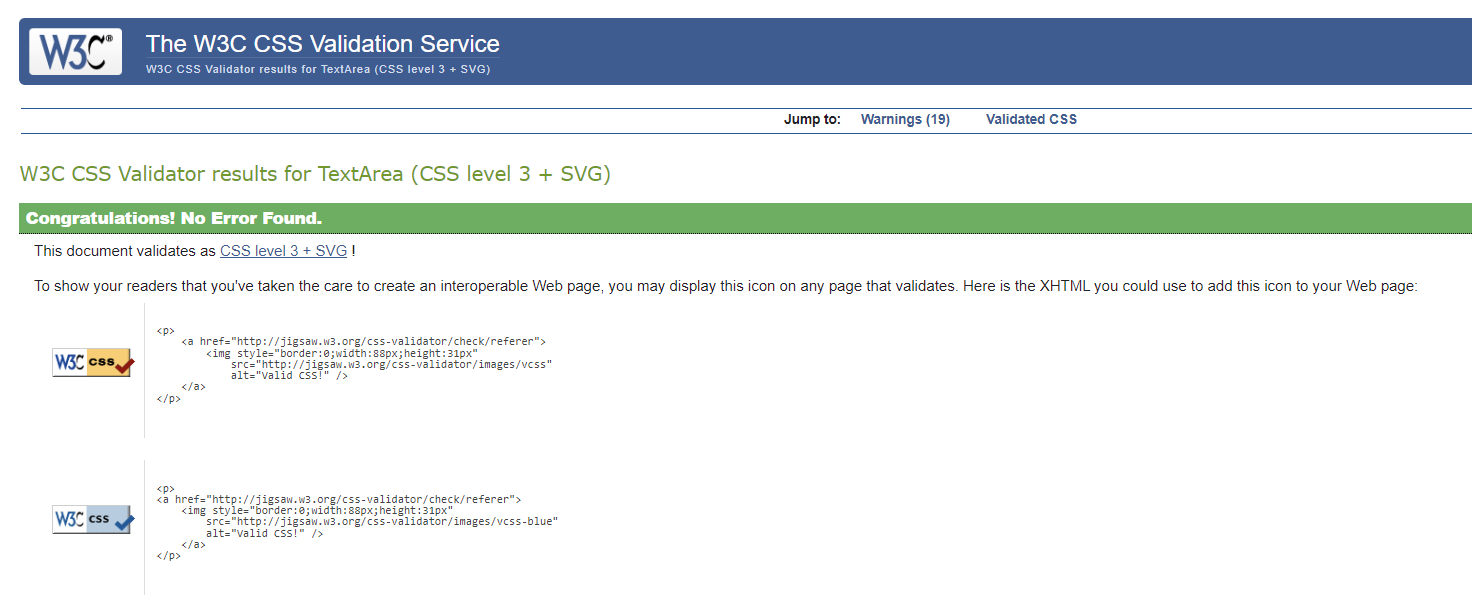 W3C®
The W3C CSS Validation Service
W3C CSS Validator results for TextArea (CSS level 3 + SVG)
Jump to: Warnings (19) Validated CSS
W3C CSS Validator results for TextArea (CSS level 3 + SVG)
Congratulations! No Error Found.
This document validates as CSS level 3 + SVG !
To show your readers that you've taken the care to create an interoperable Web page, you may display this icon on any page that validates. Here is the XHTML you could use to add this icon to your Web page:
W3C css
<p>
<a href="http://jigsaw.w3.org/css-validator/check/referer">
<img style="border:0;width:88px;height:31px"
src="http://jigsaw.w3.org/css-validator/images/vcss"
alt="Valid CSS!" />
</a>
</p>
W3C css
<p>
<a href="http://jigsaw.w3.org/css-validator/check/referer">
<img style="border:0;width:88px;height:31px"
src="http://jigsaw.w3.org/css-validator/images/vcss-blue"
alt="Valid CSS!" />
</a>
</p>